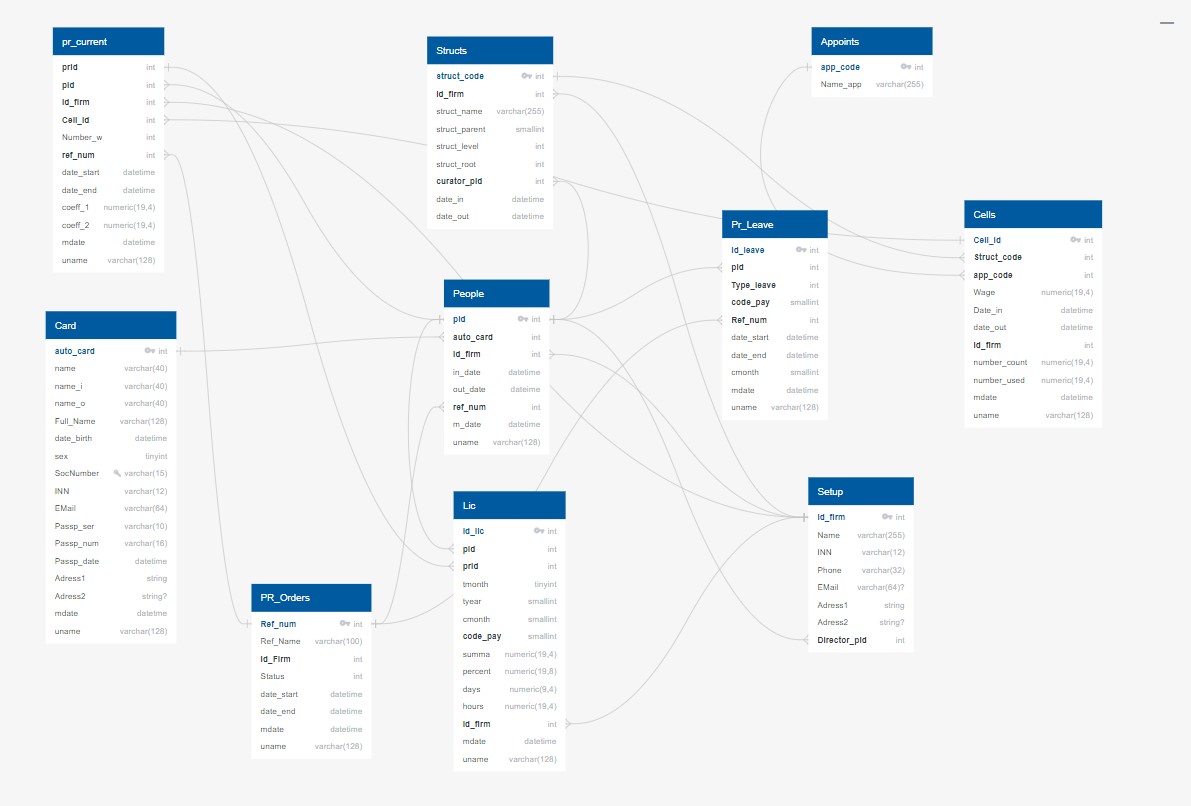 pr_current
prid int
pid int
id_firm int
Cell_id int
Number_w int
ref_num int
date_start datetime
date_end datetime
coeff_1 numeric(19,4)
coeff_2 numeric(19,4)
mdate datetime
uname varchar(128)
Structs
struct_code int
id_firm int
struct_name varchar(255)
struct_parent smallint
struct_level int
struct_root int
curator_pid int
date_in datetime
date_out datetime
Appoints
app_code int
Name_app varchar(255)
Pr_Leave
id_leave int
pid int
Type_leave int
code_pay smallint
Ref_num int
date_start datetime
date_end datetime
cmonth smallint
mdate datetime
uname varchar(128)
Cells
Cell_id int
Struct_code int
app_code int
Wage numeric(19,4)
Date_in datetime
date_out datetime
id_firm int
number_count numeric(19,4)
number_used numeric(19,4)
mdate datetime
uname varchar(128)
People
pid int
auto_card int
id_firm int
in_date datetime
out_date dateime
ref_num int
m_date datetime
uname varchar(128)
Card
auto_card int
name varchar(40)
name_i varchar(40)
name_o varchar(40)
Full_Name varchar(128)
date_birth datetime
sex tinyint
SocNumber varchar(15)
INN varchar(12)
EMail varchar(64)
Passp_ser varchar(10)
Passp_num varchar(16)
Passp_date datetime
Adress1 string
Adress2 string?
mdate datetme
uname varchar(128)
Lic
id_lic int
pid int
prid int
tmonth tinyint
tyear smallint
cmonth smallint
code_pay smallint
summa numeric(19,4)
percent numeric(19,8)
days numeric(9,4)
hours numeric(19,4)
id_firm int
mdate datetime
uname varchar(128)
Setup
id_firm int
Name varchar(255)
INN varchar(12)
Phone varchar(32)
EMail varchar(64)?
Adress1 string
Adress2 string?
Director_pid int
PR_Orders
Ref_num int
Ref_Name varchar(100)
Id_Firm int
Status int
date_start datetime
date_end datetime
mdate datetime
uname varchar(128)